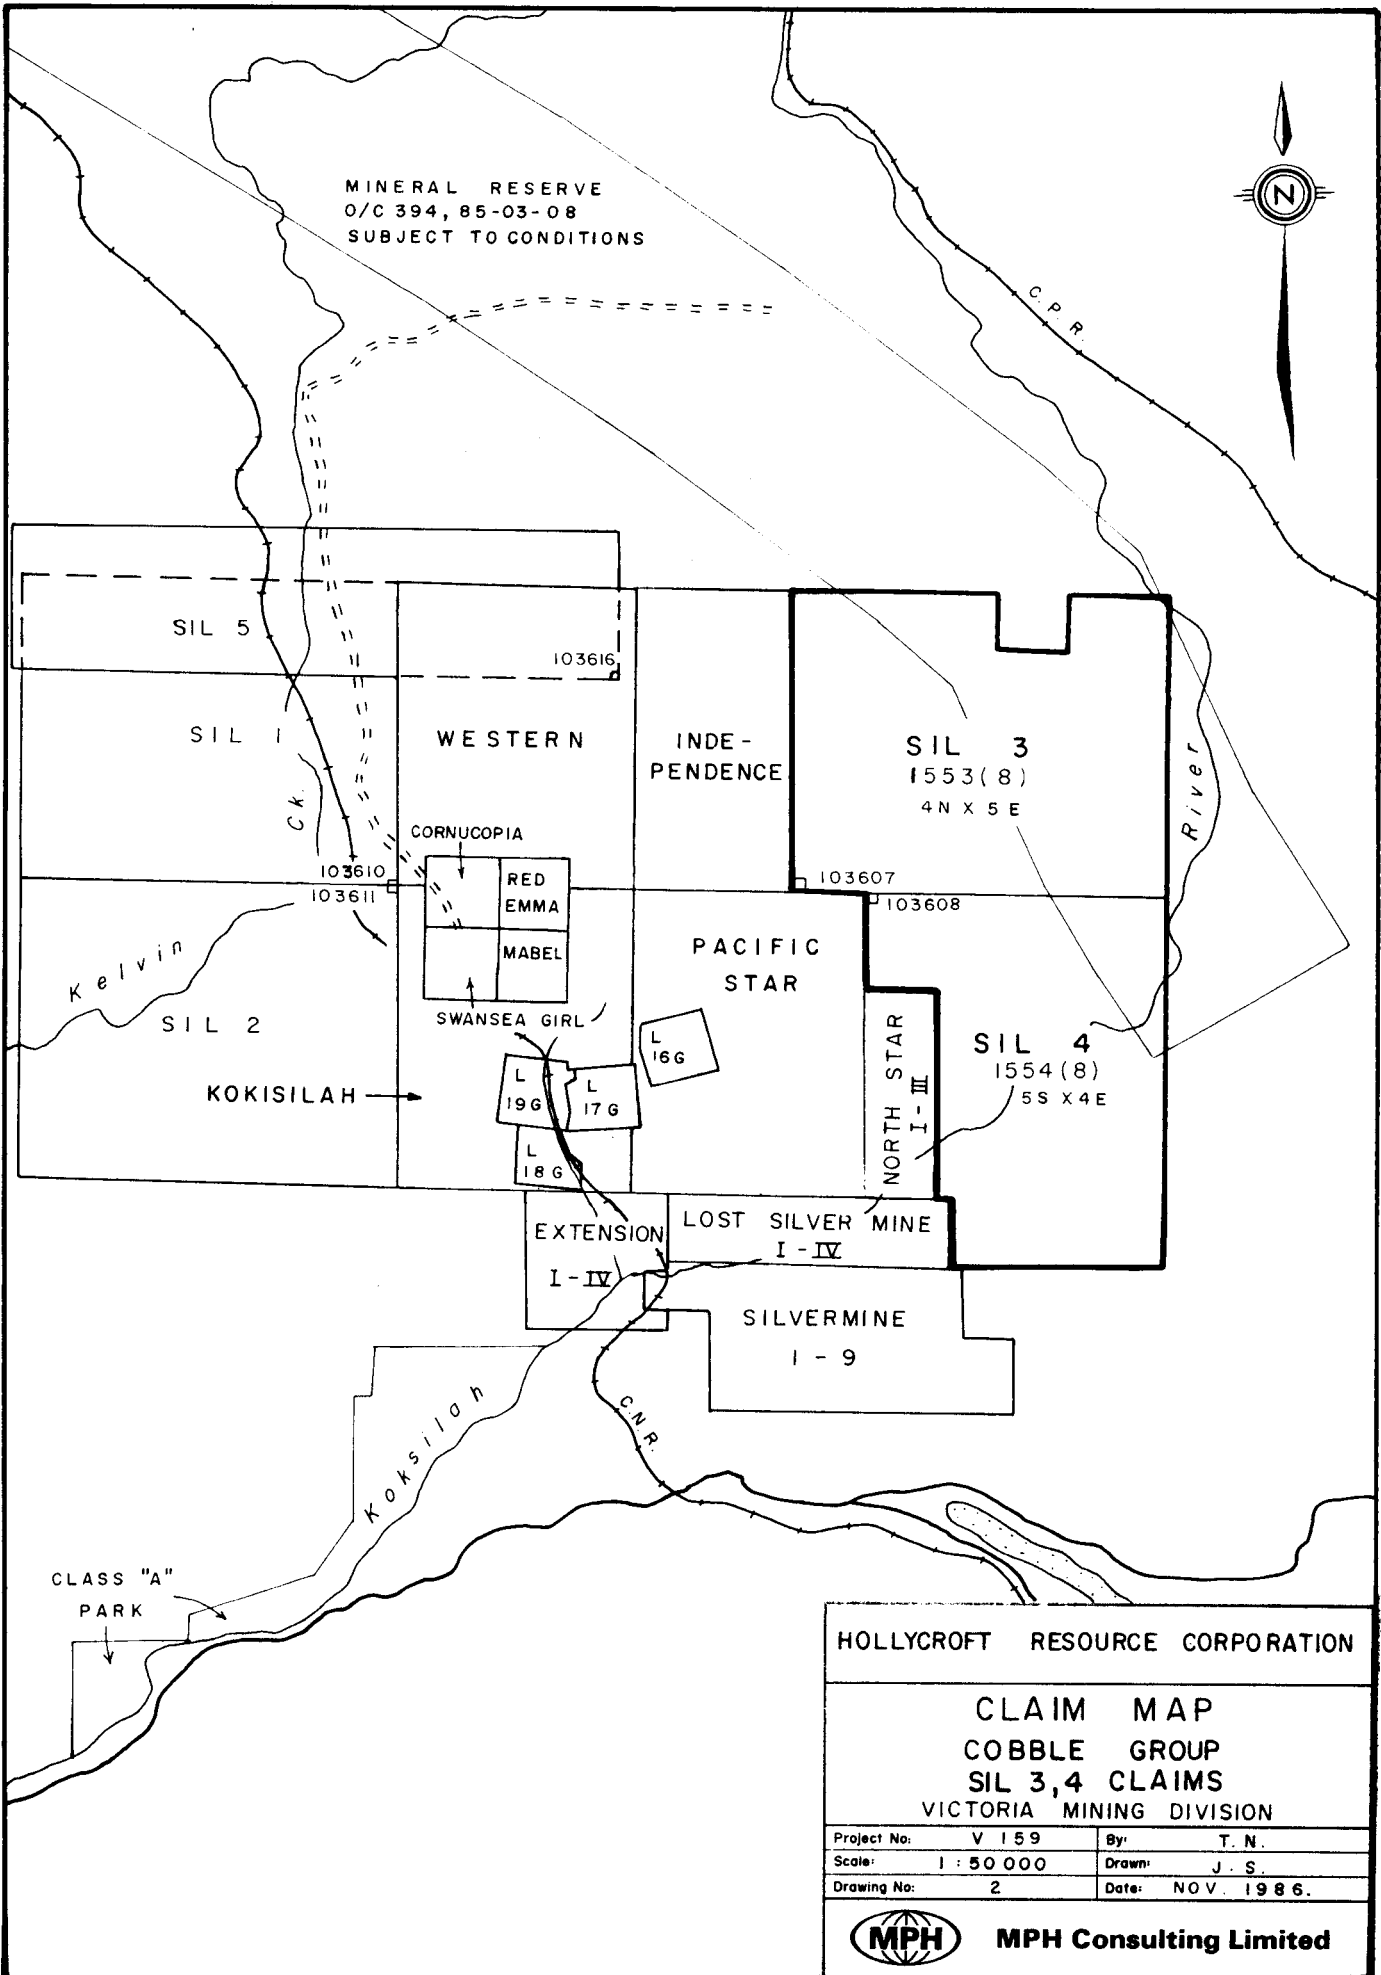 MINERAL RESERVE
O/C 394, 85-03-08
SUBJECT TO CONDITIONS
N
C. P. R.
SIL 5
103616
SIL 1
WESTERN
INDE-
PENDENCE
SIL 3
1553(8)
4N X 5E
River
Ck.
CORNUCOPIA
103610
103611
RED
EMMA
103607
103608
MABEL
PACIFIC
STAR
Kelvin
SIL 2
SWANSEA GIRL
L
16G
NORTH STAR
I-III
SIL 4
1554(8)
5S X 4E
KOKISILAH
L
19G
L
17G
L
18G
EXTENSION
I-IV
LOST SILVER MINE
I-IV
SILVERMINE
1-9
Koksilah
C.N.R.
CLASS "A"
PARK
HOLLYCROFT RESOURCE CORPORATION
CLAIM MAP
COBBLE GROUP
SIL 3,4 CLAIMS
VICTORIA MINING DIVISION
Project No: V 159 By: T. N.
Scale: 1 : 50 000 Drawn: J. S.
Drawing No: 2 Date: NOV. 1986.
MPH MPH Consulting Limited